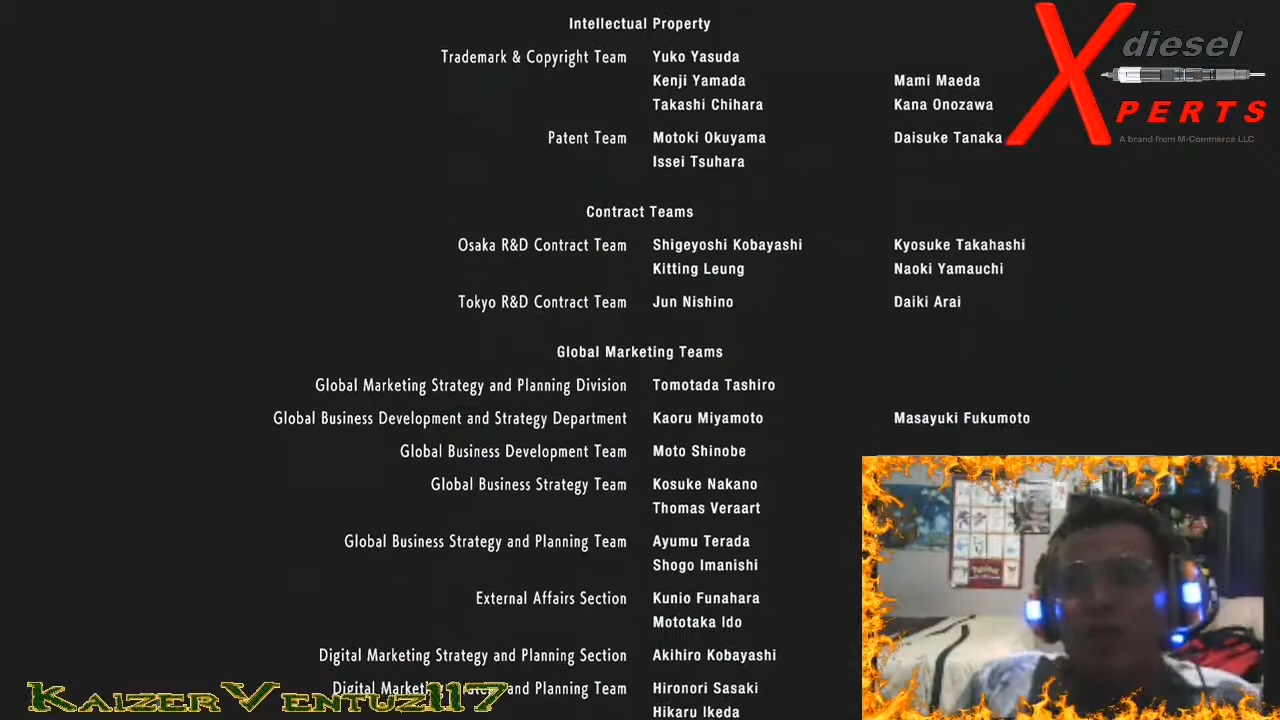 Intellectual Property
Trademark & Copyright Team Yuko Yasuda
Kenji Yamada Mami Maeda
Takashi Chihara Kana Onozawa
Patent Team Motoki Okuyama Daisuke Tanaka
Issei Tsuhara
diesel
XPERTS
A brand from M-Commerce LLC
Contract Teams
Osaka R&D Contract Team Shigeyoshi Kobayashi Kyosuke Takahashi
Kitting Leung Naoki Yamauchi
Tokyo R&D Contract Team Jun Nishino Daiki Arai
Global Marketing Teams
Global Marketing Strategy and Planning Division Tomotada Tashiro
Global Business Development and Strategy Department Kaoru Miyamoto Masayuki Fukumoto
Global Business Development Team Moto Shinobe
Global Business Strategy Team Kosuke Nakano
Thomas Veraart
Global Business Strategy and Planning Team Ayumu Terada
Shogo Imanishi
External Affairs Section Kunio Funahara
Mototaka Ido
Digital Marketing Strategy and Planning Section Akihiro Kobayashi
Digital Marketing Strategy and Planning Team Hironori Sasaki
Hikaru Ikeda
KaizerVentuz117